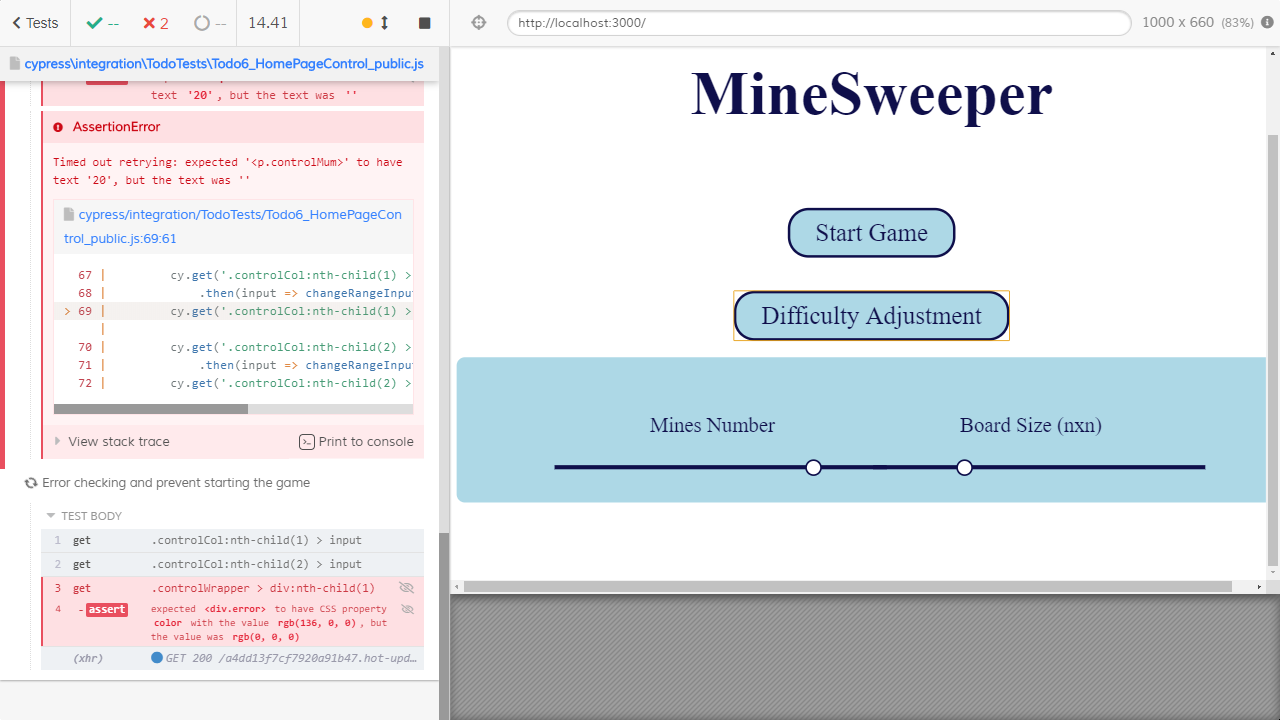 Tests
--
2
--
14.41
http://localhost:3000/
1000 x 660 (83%)
cypress\integration\TodoTests\Todo6_HomePageControl_public.js
text '20', but the text was ''
AssertionError
Timed out retrying: expected '<p.controlMum>' to have
text '20', but the text was ''
cypress/integration/TodoTests/Todo6_HomePageCon
trol_public.js:69:61
67 | cy.get('.controlCol:nth-child(1) >
68 | .then(input => changeRangeInpu
> 69 | cy.get('.controlCol:nth-child(1) >
|
70 | cy.get('.controlCol:nth-child(2) >
71 | .then(input => changeRangeInpu
72 | cy.get('.controlCol:nth-child(2) >
View stack trace
Print to console
Error checking and prevent starting the game
TEST BODY
1 get .controlCol:nth-child(1) > input
2 get .controlCol:nth-child(2) > input
3 get .controlWrapper > div:nth-child(1)
4 -assert expected <div.error> to have CSS property
color with the value rgb(136, 0, 0), but
the value was rgb(0, 0, 0)
(xhr) GET 200 /a4dd13f7cf7920a91b47.hot-upd…
MineSweeper
Start Game
Difficulty Adjustment
Mines Number
Board Size (nxn)